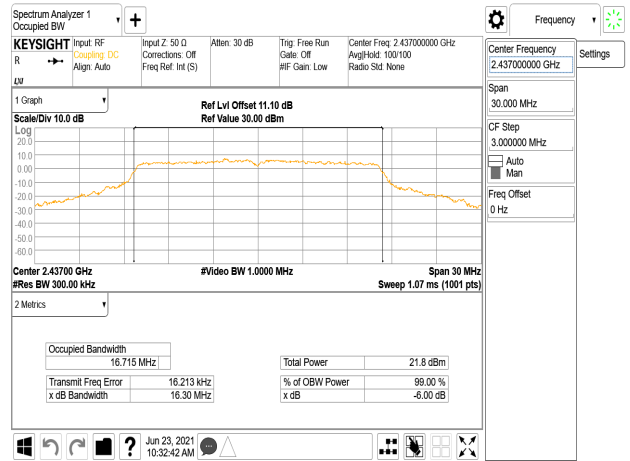 Spectrum Analyzer 1
Occupied BW
Frequency
KEYSIGHT
R
LXI
Input: RF
Coupling: DC
Align: Auto
Input Z: 50 Ω
Corrections: Off
Freq Ref: Int (S)
Atten: 30 dB
Trig: Free Run
Gate: Off
#IF Gain: Low
Center Freq: 2.437000000 GHz
Avg|Hold: 100/100
Radio Std: None
Center Frequency
2.437000000 GHz
Settings
Span
30.000 MHz
CF Step
3.000000 MHz
Auto
Man
Freq Offset
0 Hz
1 Graph
Scale/Div 10.0 dB
Ref Lvl Offset 11.10 dB
Ref Value 30.00 dBm
Log
20.0
10.0
0.00
-10.0
-20.0
-30.0
-40.0
-50.0
-60.0
Center 2.43700 GHz
#Video BW 1.0000 MHz
Span 30 MHz
#Res BW 300.00 kHz
Sweep 1.07 ms (1001 pts)
2 Metrics
Occupied Bandwidth
16.715 MHz
Total Power 21.8 dBm
Transmit Freq Error 16.213 kHz
% of OBW Power 99.00 %
x dB Bandwidth 16.30 MHz
x dB -6.00 dB
?
Jun 23, 2021
10:32:42 AM